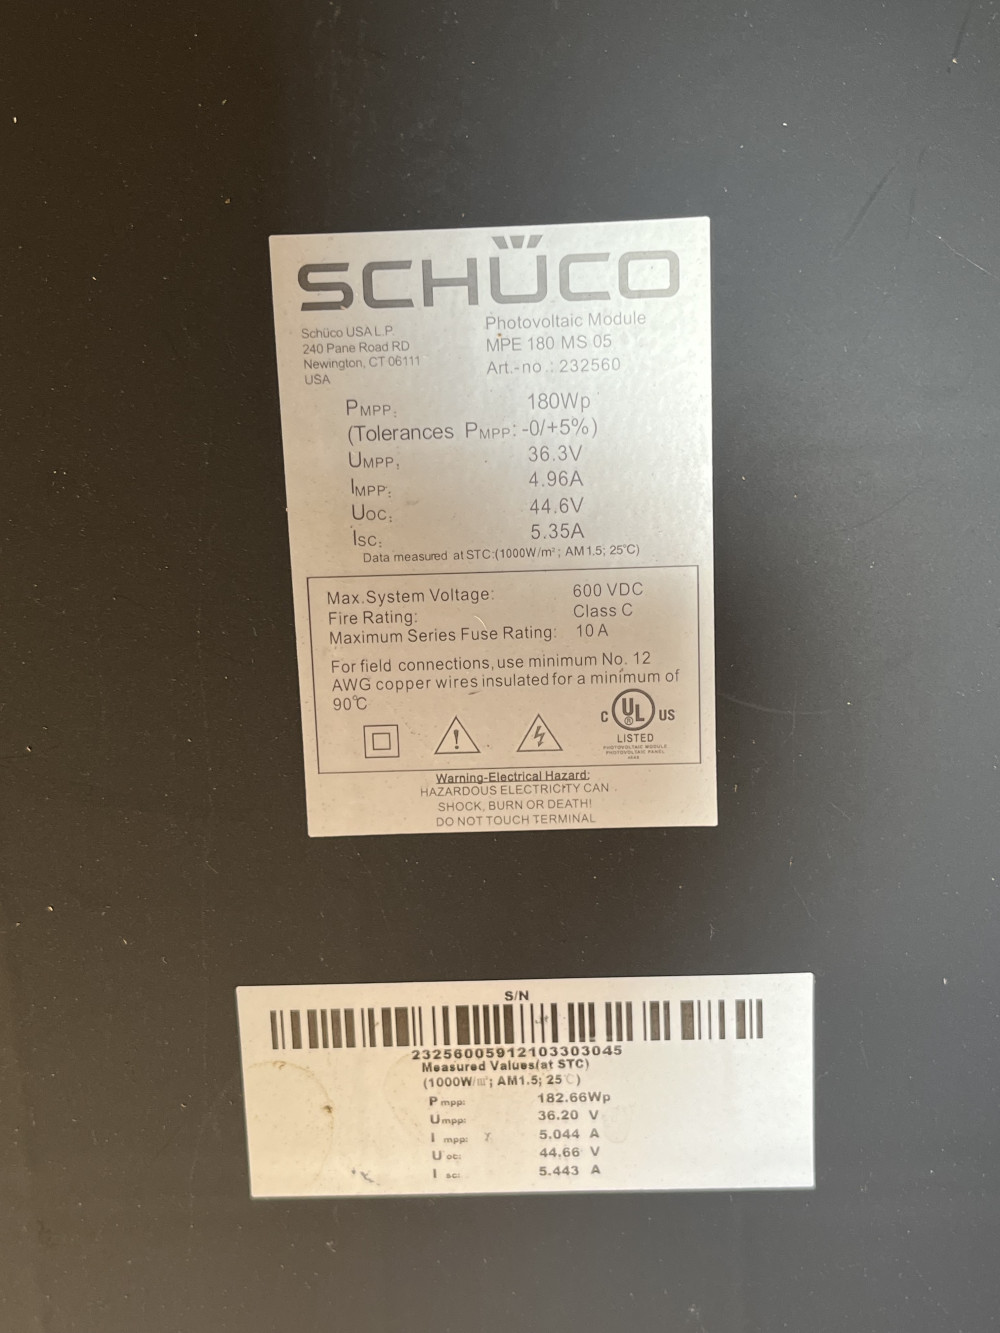 SCHÜCO
Schüco USA L.P.
240 Pane Road RD
Newington, CT 06111
USA
Photovoltaic Module
MPE 180 MS 05
Art.-no.: 232560
PMPP: 180Wp
(Tolerances PMPP: -0/+5%)
UMPP: 36.3V
IMPP: 4.96A
UOC: 44.6V
ISC: 5.35A
Data measured at STC:(1000W/m²; AM1.5; 25℃)
Max.System Voltage: 600 VDC
Fire Rating: Class C
Maximum Series Fuse Rating: 10 A
For field connections, use minimum No. 12
AWG copper wires insulated for a minimum of
90℃
C UL ® US
LISTED
PHOTOVOLTAIC MODULE
PHOTOVOLTAIC PANEL
Warning-Electrical Hazard:
HAZARDOUS ELECTRICITY CAN
SHOCK, BURN OR DEATH!
DO NOT TOUCH TERMINAL
S/N
23256005912103303045
Measured Values(at STC)
(1000W/㎡; AM1.5; 25℃)
Pmpp: 182.66Wp
Umpp: 36.20 V
Impp: 5.044 A
Uoc: 44.66 V
Isc: 5.443 A